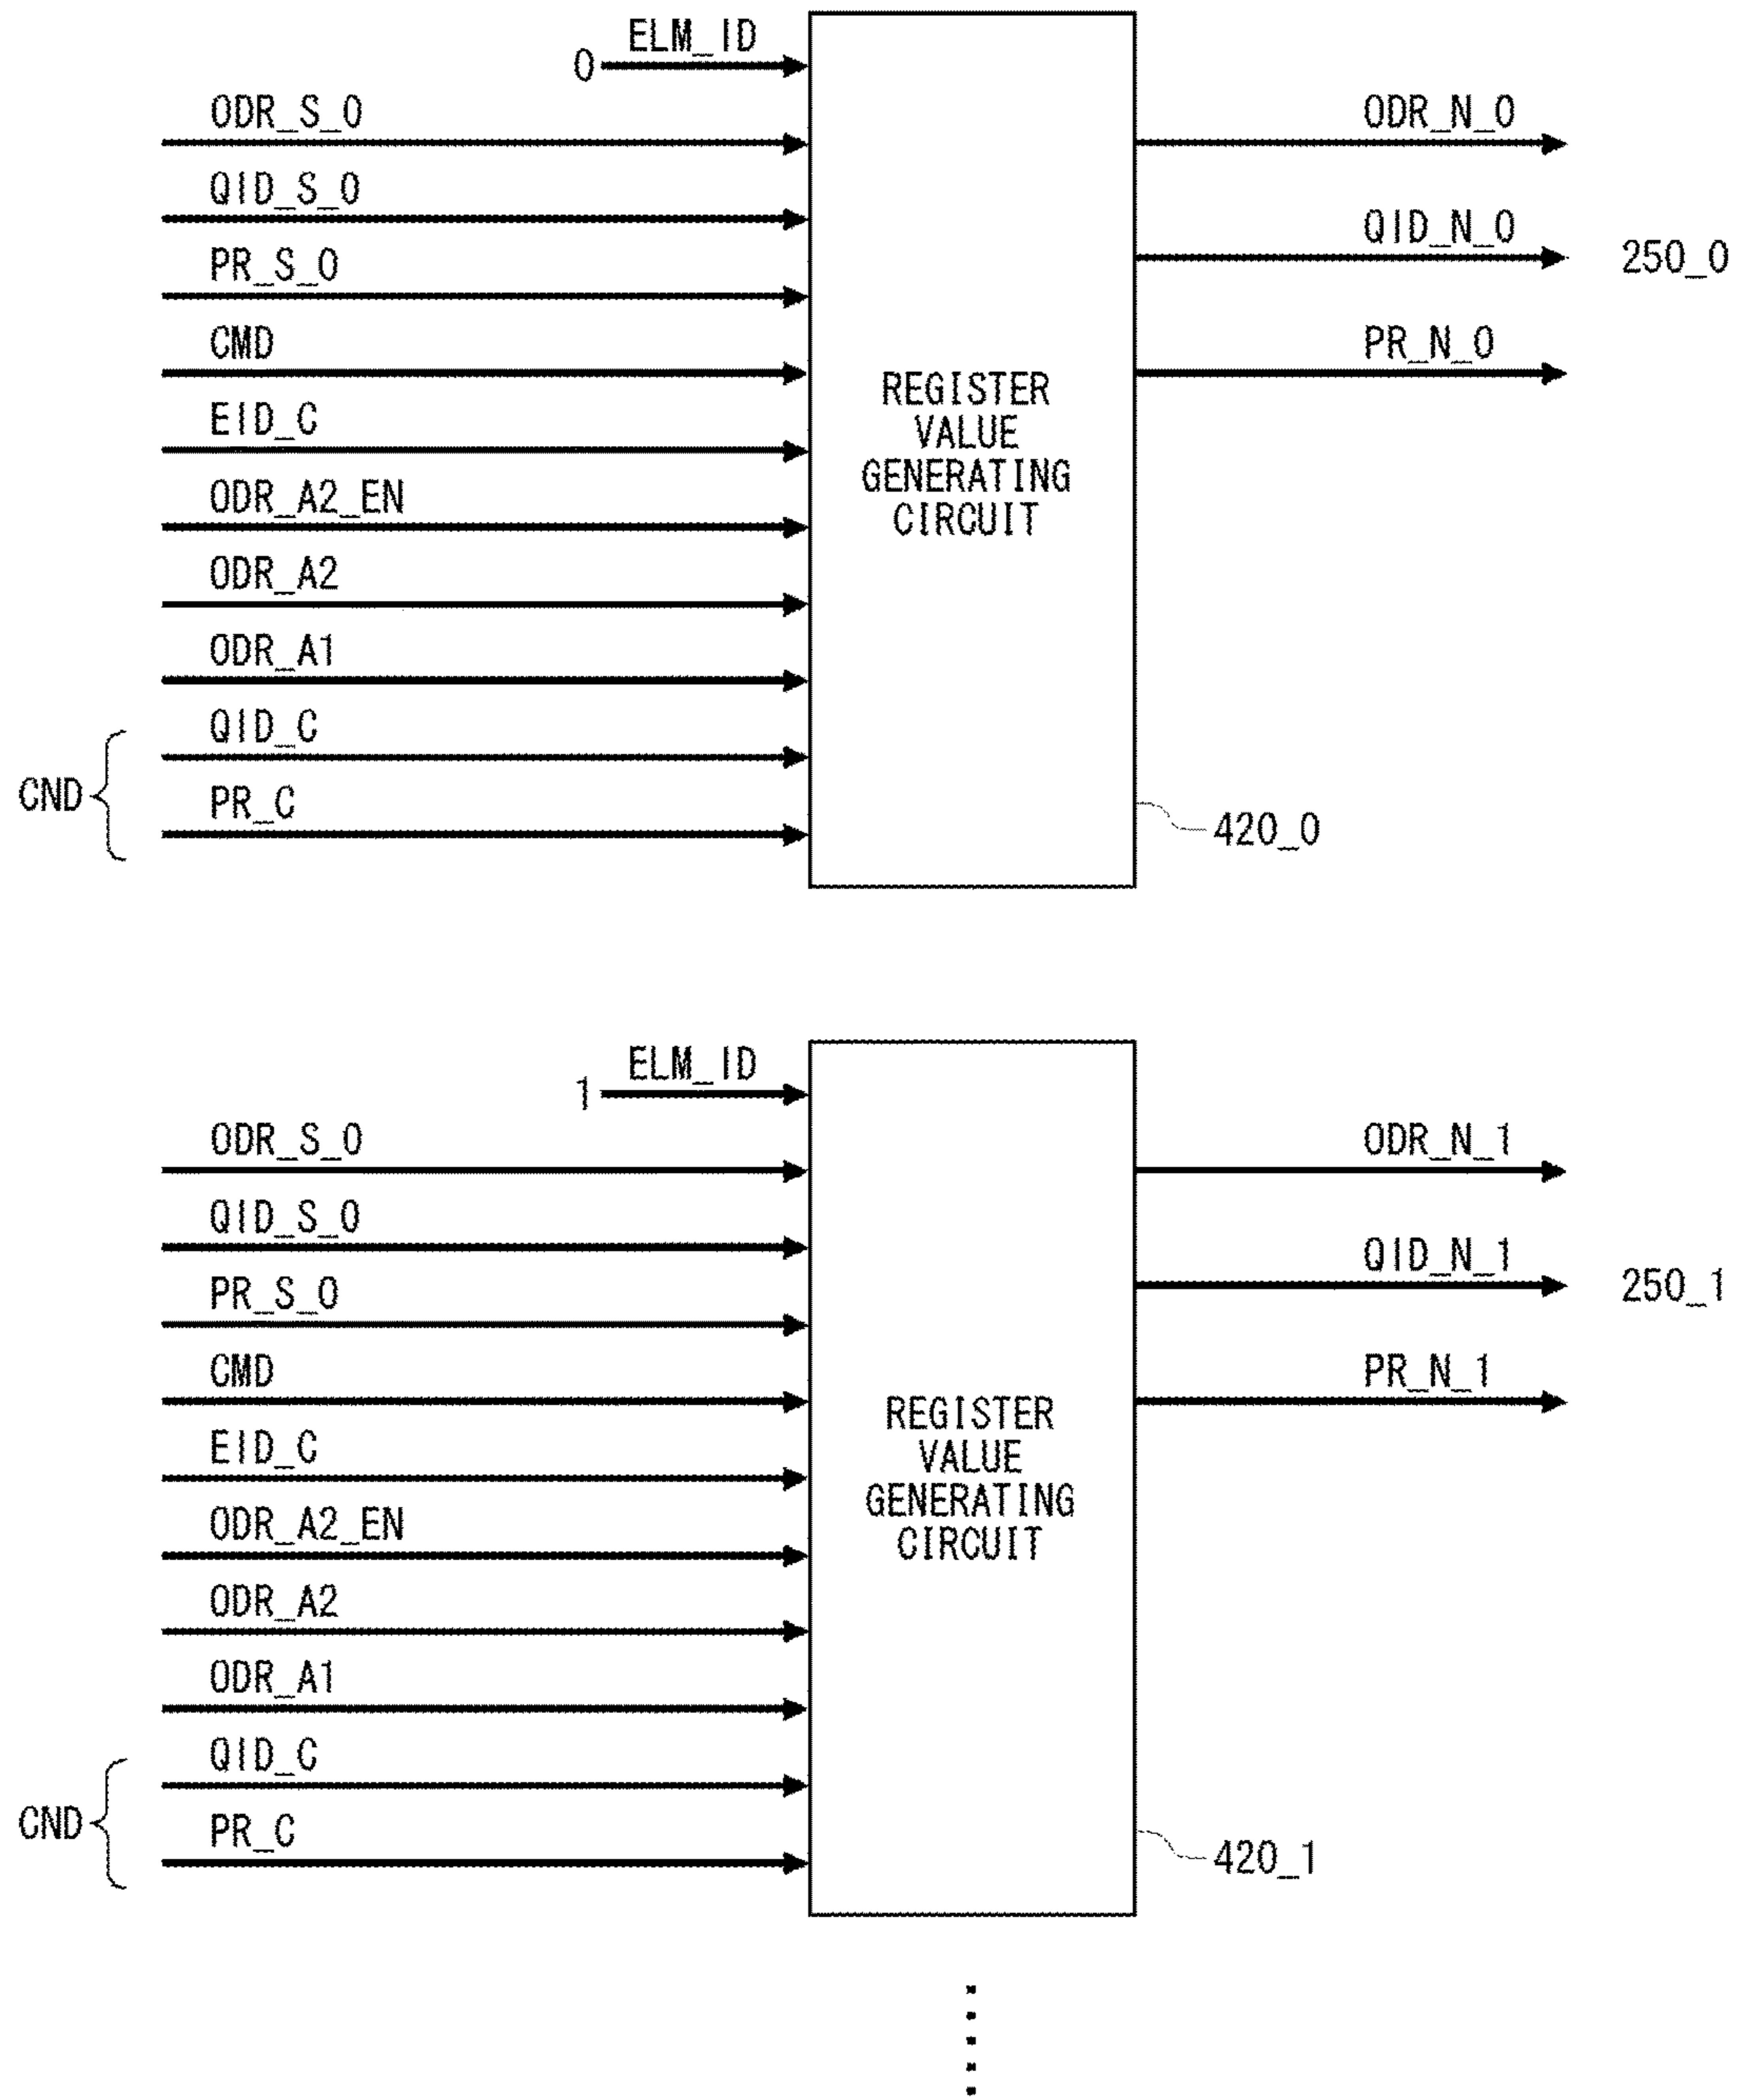 ELM_ID
0
ODR_S_0
QID_S_0
PR_S_0
CMD
EID_C
ODR_A2_EN
ODR_A2
ODR_A1
QID_C
CND
PR_C
REGISTER
VALUE
GENERATING
CIRCUIT
ODR_N_0
QID_N_0
250_0
PR_N_0
420_0
ELM_ID
1
ODR_S_0
QID_S_0
PR_S_0
CMD
EID_C
ODR_A2_EN
ODR_A2
ODR_A1
QID_C
CND
PR_C
REGISTER
VALUE
GENERATING
CIRCUIT
ODR_N_1
QID_N_1
250_1
PR_N_1
420_1